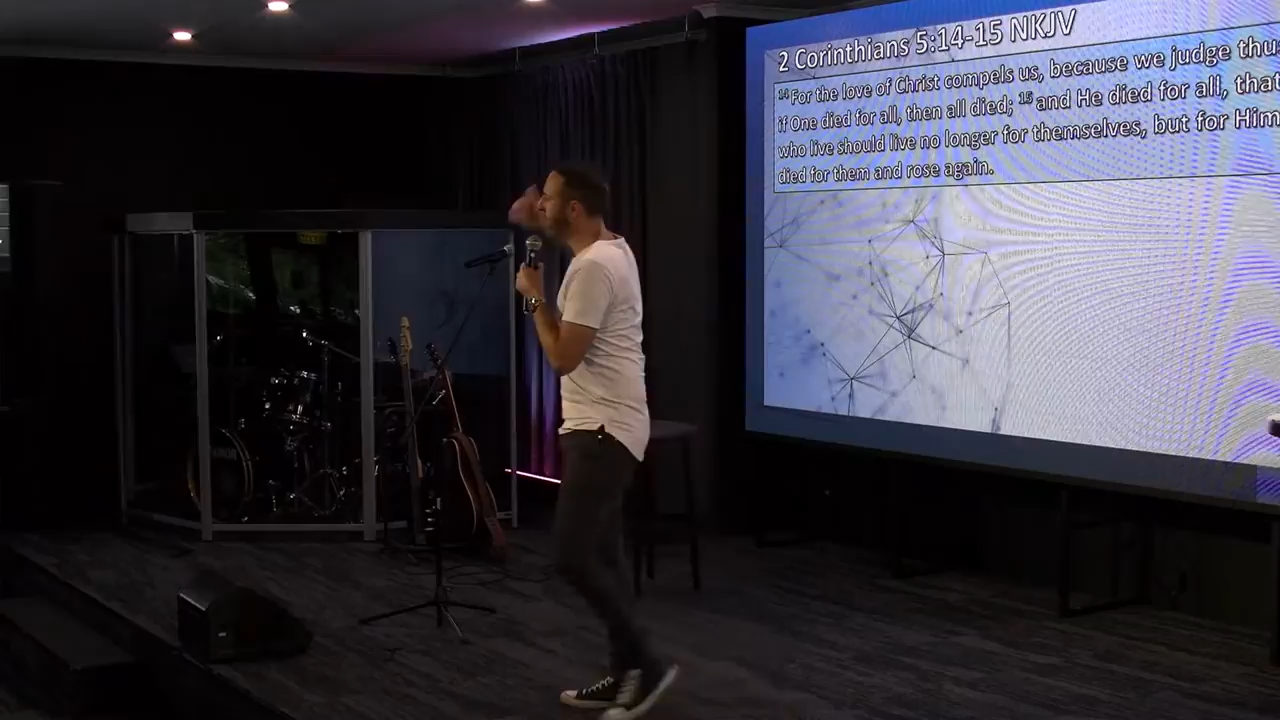 2 Corinthians 5:14-15 NKJV
14 For the love of Christ compels us, because we judge thus
if One died for all, then all died; 15 and He died for all, that
who live should live no longer for themselves, but for Him
died for them and rose again.